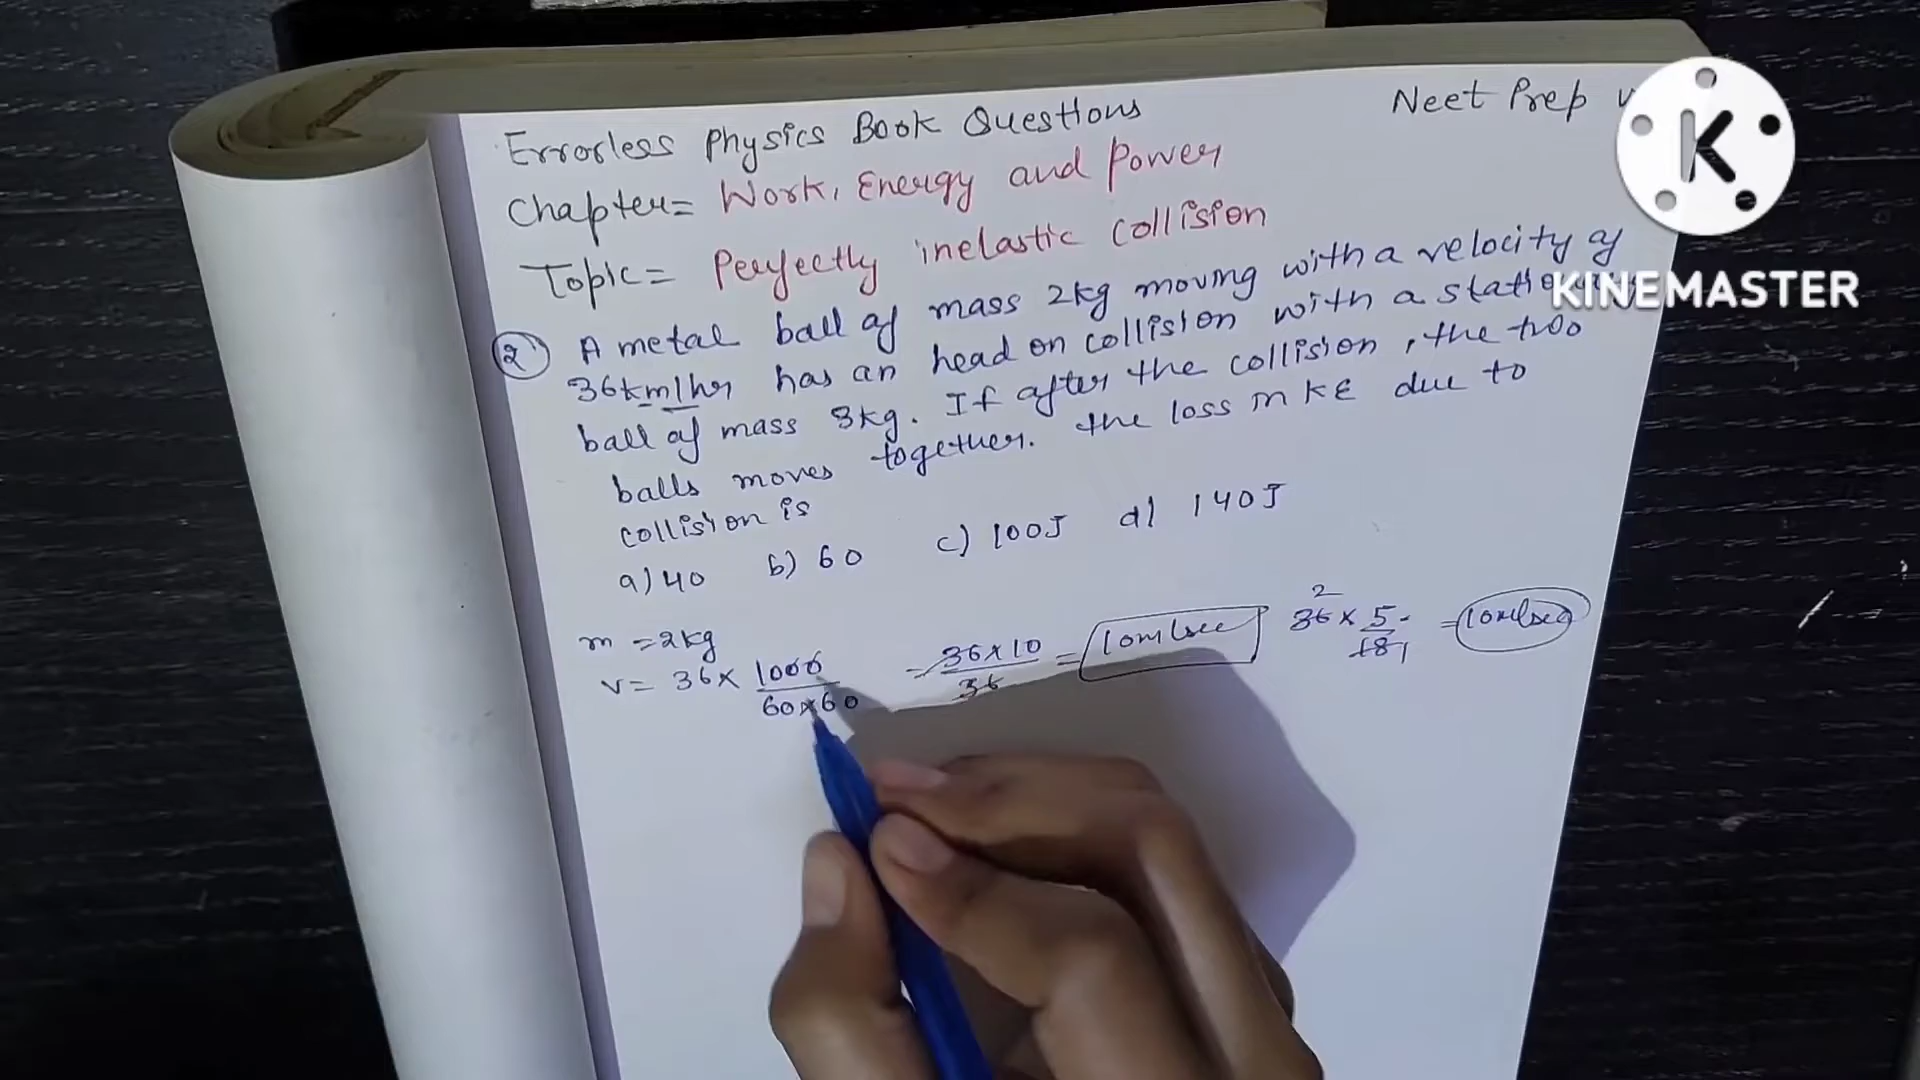 Errorless Physics Book Questions Neet Prep
Chapter = Work, Energy and Power
Topic = Perfectly inelastic collision
2) A metal ball of mass 2kg moving with a velocity of
36km/hr has an head on collision with a stationary
ball of mass 3kg. If after the collision, the two
balls moves together. the loss in KE due to
collision is
a) 40 b) 60 c) 100J d) 140J
m = 2kg
v = 36 × 1000 / 60×60 = 36×10 / 36 = 10m/sec 36 × 5 / 18 = 10m/sec
2
1
K
KINEMASTER